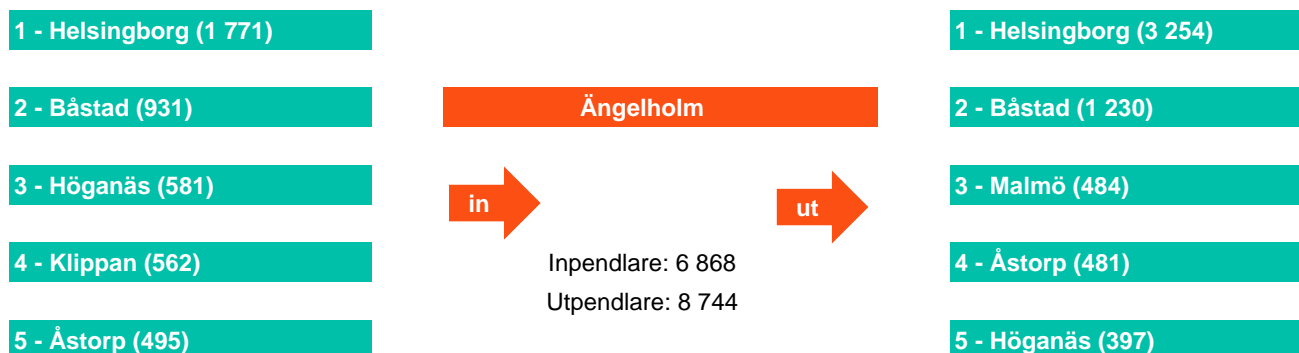 1 - Helsingborg (1 771)
2 - Båstad (931)
3 - Höganäs (581)
4 - Klippan (562)
5 - Åstorp (495)
Ängelholm
in
ut
Inpendlare: 6 868
Utpendlare: 8 744
1 - Helsingborg (3 254)
2 - Båstad (1 230)
3 - Malmö (484)
4 - Åstorp (481)
5 - Höganäs (397)